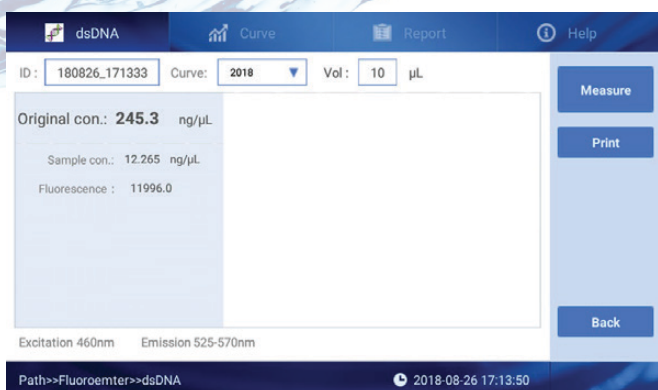 dsDNA Curve Report Help
ID : 180826_171333 Curve: 2018 Vol : 10 µL
Measure
Original con.: 245.3 ng/µL
Print
Sample con.: 12.265 ng/µL
Fluorescence : 11996.0
Back
Excitation 460nm Emission 525-570nm
Path>>Fluoroemter>>dsDNA 2018-08-26 17:13:50